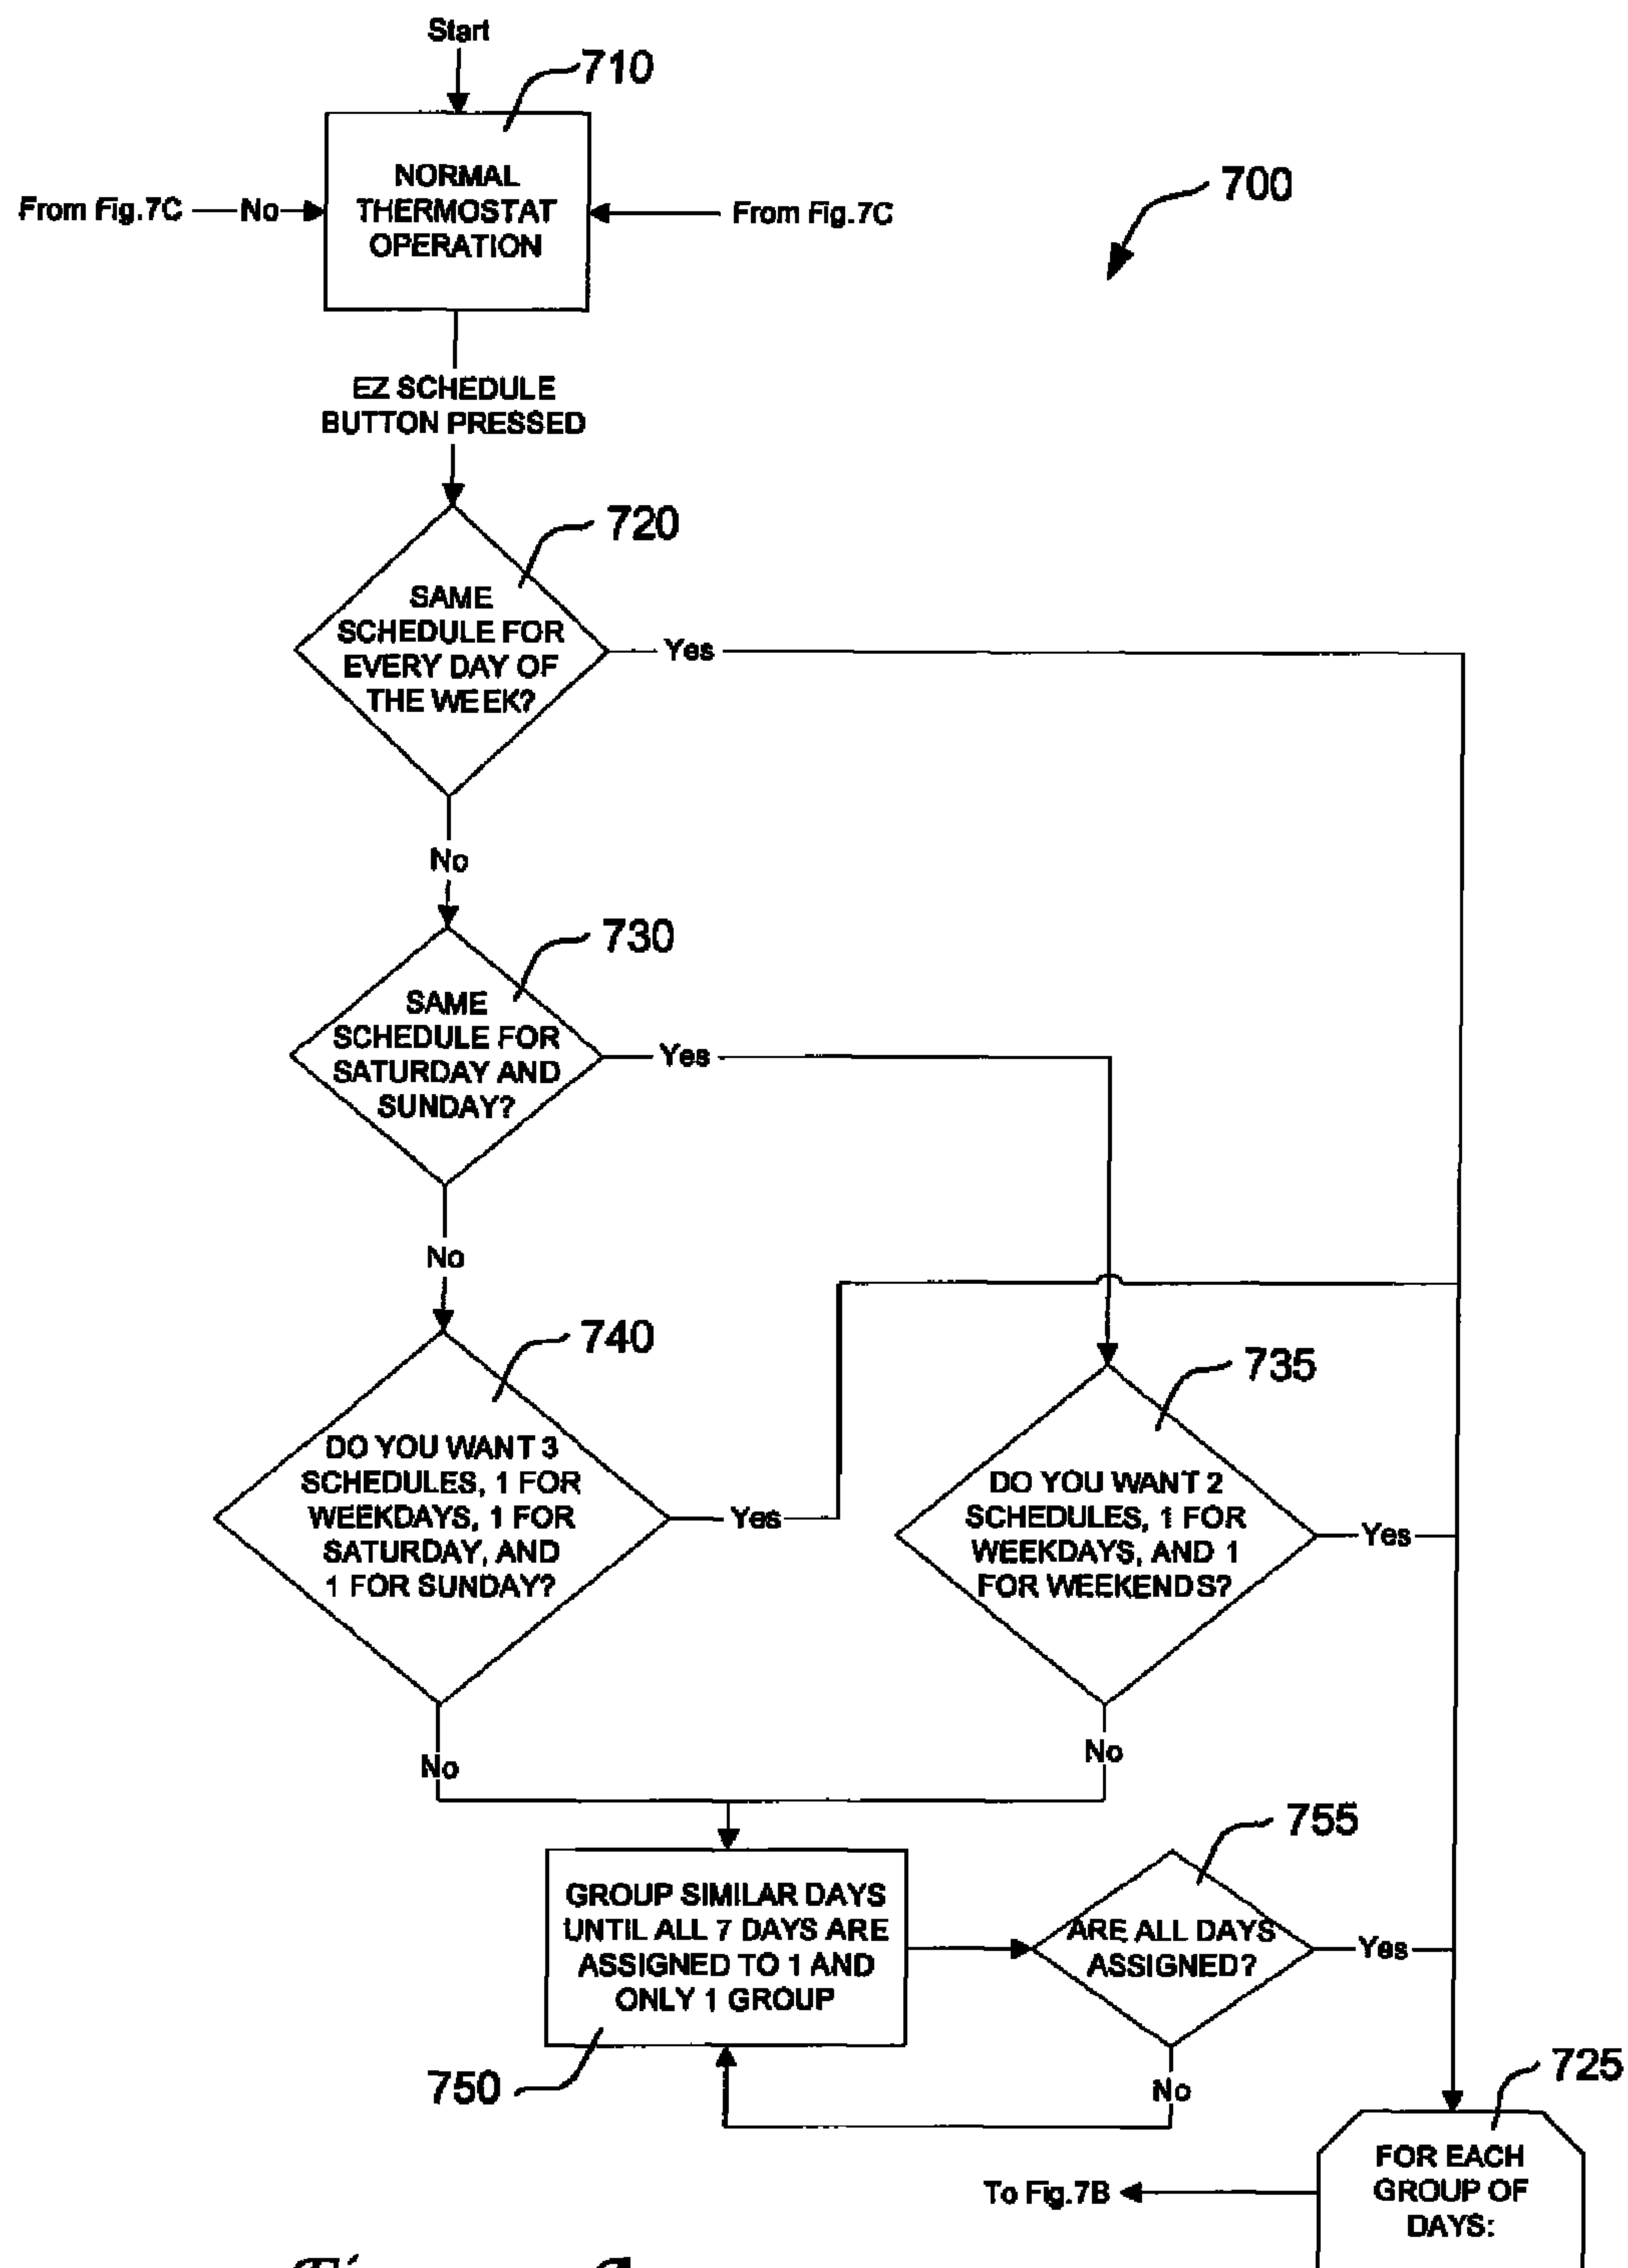 Start
710
NORMAL
THERMOSTAT
OPERATION
From Fig.7C
No
From Fig.7C
700
EZ SCHEDULE
BUTTON PRESSED
720
SAME
SCHEDULE FOR
EVERY DAY OF
THE WEEK?
Yes
No
730
SAME
SCHEDULE FOR
SATURDAY AND
SUNDAY?
Yes
No
740
DO YOU WANT 3
SCHEDULES, 1 FOR
WEEKDAYS, 1 FOR
SATURDAY, AND
1 FOR SUNDAY?
Yes
No
735
DO YOU WANT 2
SCHEDULES, 1 FOR
WEEKDAYS, AND 1
FOR WEEKENDS?
Yes
No
GROUP SIMILAR DAYS
UNTIL ALL 7 DAYS ARE
ASSIGNED TO 1 AND
ONLY 1 GROUP
750
755
ARE ALL DAYS
ASSIGNED?
Yes
No
725
FOR EACH
GROUP OF
DAYS:
To Fig.7B